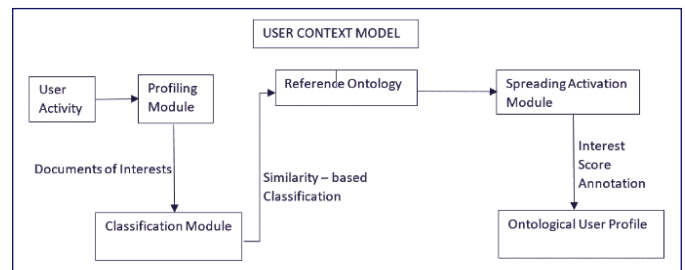 USER CONTEXT MODEL
User
Activity
Profiling
Module
Reference Ontology
Spreading Activation
Module
Documents of Interests
Similarity – based
Classification
Interest
Score
Annotation
Classification Module
Ontological User Profile